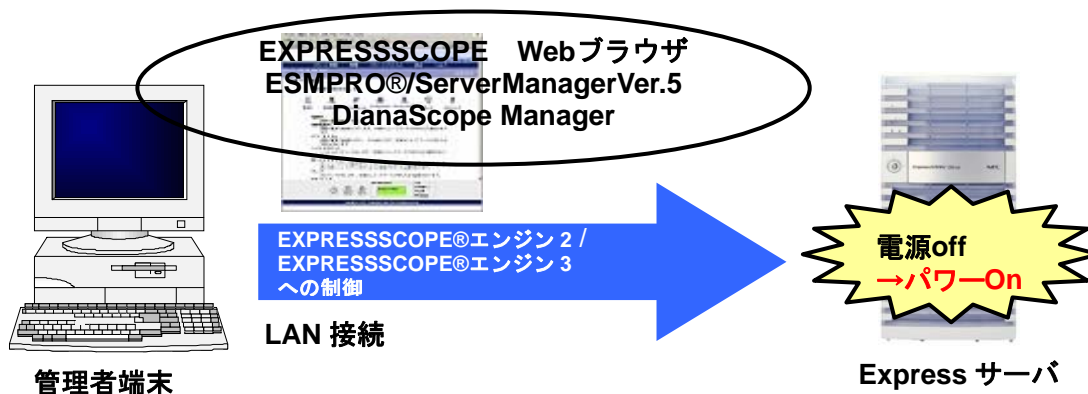 EXPRESSSCOPE　Webブラウザ
ESMPRO®/ServerManagerVer.5
DianaScope Manager
EXPRESSSCOPE®エンジン 2 /
EXPRESSSCOPE®エンジン 3
への制御
LAN 接続
管理者端末
電源off
→パワーOn
Express サーバ